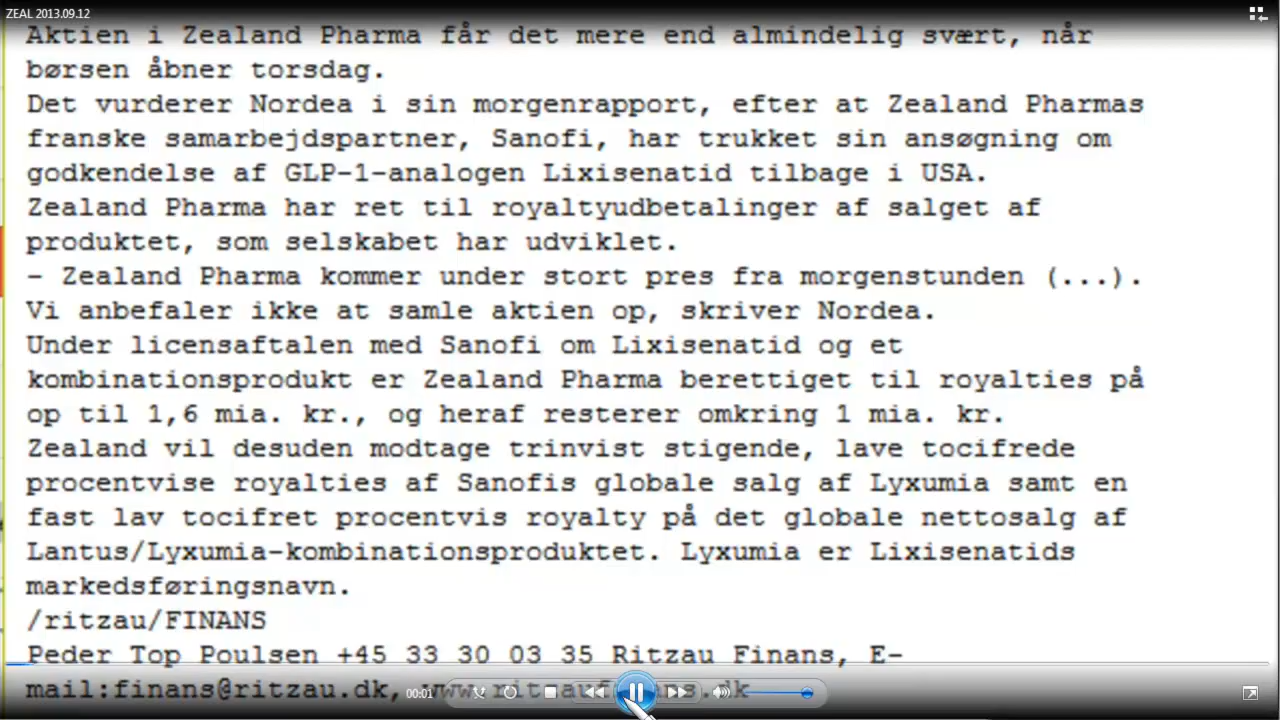 ZEAL 2013.09.12
Aktien i Zealand Pharma får det mere end almindelig svært, når
børsen åbner torsdag.
Det vurderer Nordea i sin morgenrapport, efter at Zealand Pharmas
franske samarbejdspartner, Sanofi, har trukket sin ansøgning om
godkendelse af GLP-1-analogen Lixisenatid tilbage i USA.
Zealand Pharma har ret til royaltyudbetalinger af salget af
produktet, som selskabet har udviklet.
- Zealand Pharma kommer under stort pres fra morgenstunden (...).
Vi anbefaler ikke at samle aktien op, skriver Nordea.
Under licensaftalen med Sanofi om Lixisenatid og et
kombinationsprodukt er Zealand Pharma berettiget til royalties på
op til 1,6 mia. kr., og heraf resterer omkring 1 mia. kr.
Zealand vil desuden modtage trinvist stigende, lave tocifrede
procentvise royalties af Sanofis globale salg af Lyxumia samt en
fast lav tocifret procentvis royalty på det globale nettosalg af
Lantus/Lyxumia-kombinationsproduktet. Lyxumia er Lixisenatids
markedsføringsnavn.
/ritzau/FINANS
Peder Top Poulsen +45 33 30 03 35 Ritzau Finans, E-
mail:finans@ritzau.dk,
00:01